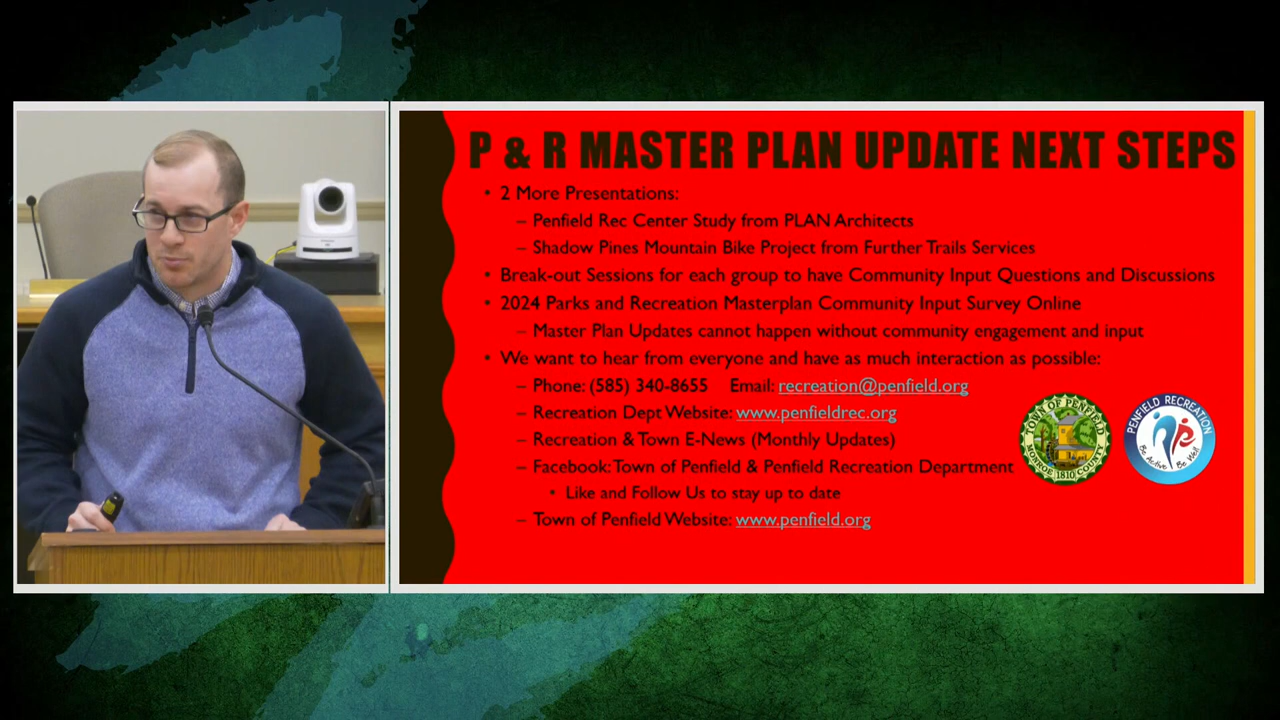 P & R MASTER PLAN UPDATE NEXT STEPS
• 2 More Presentations:
– Penfield Rec Center Study from PLAN Architects
– Shadow Pines Mountain Bike Project from Further Trails Services
• Break-out Sessions for each group to have Community Input Questions and Discussions
• 2024 Parks and Recreation Masterplan Community Input Survey Online
– Master Plan Updates cannot happen without community engagement and input
• We want to hear from everyone and have as much interaction as possible:
– Phone: (585) 340-8655 Email: recreation@penfield.org
– Recreation Dept Website: www.penfieldrec.org
– Recreation & Town E-News (Monthly Updates)
– Facebook: Town of Penfield & Penfield Recreation Department
• Like and Follow Us to stay up to date
– Town of Penfield Website: www.penfield.org
TOWN OF PENFIELD
MONROE 1810 COUNTY
PENFIELD RECREATION
Be Active Be Well